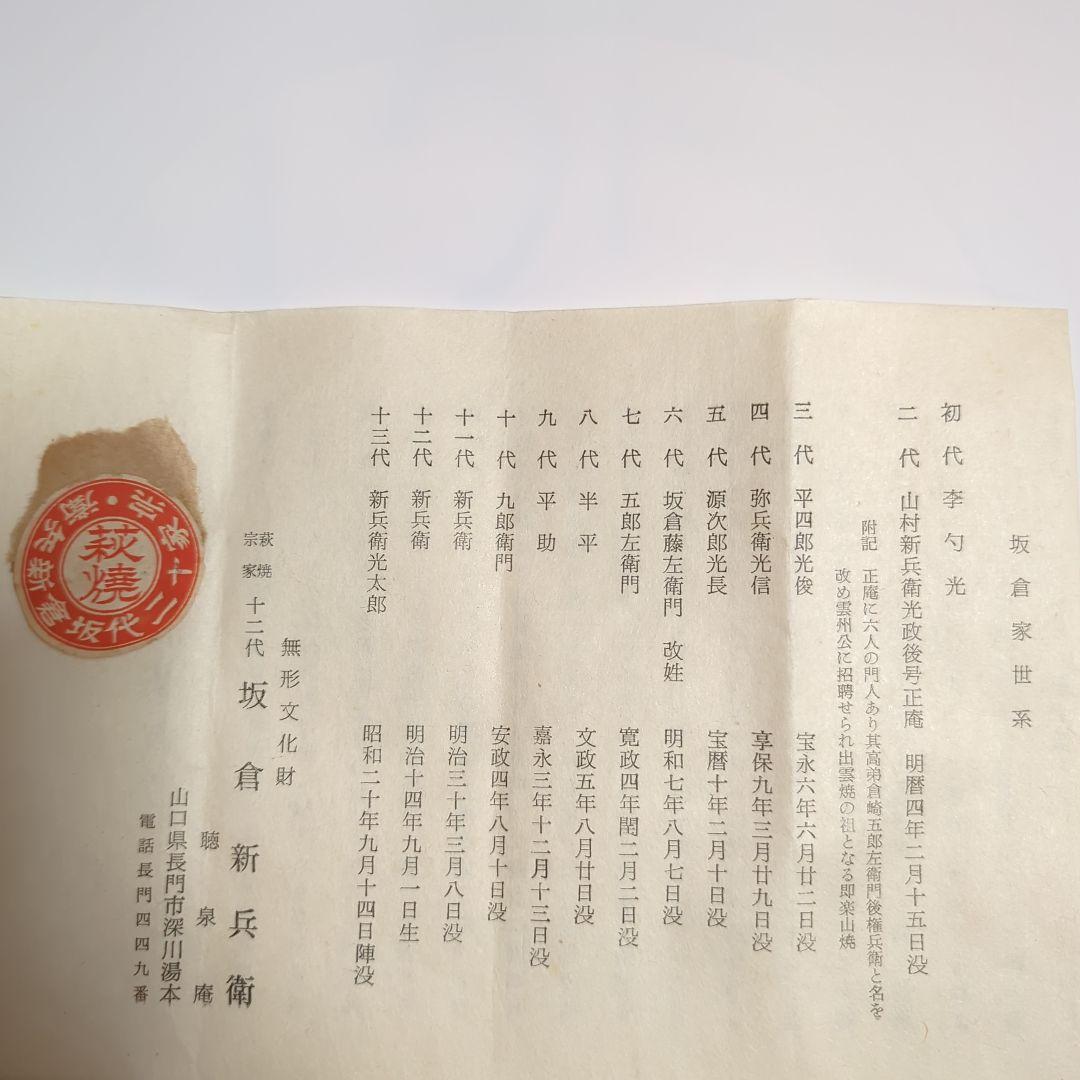 坂倉家世系
初代 李勺光
二代 山村新兵衛光政後号正庵 明暦四年二月十五日没
附記 正庵に六人の門人あり其高弟倉崎五郎左衛門後権兵衛と名を
改め雲州公に招聘せられ出雲焼の祖となる即楽山焼
三代 平四郎光俊 宝永六年六月廿二日没
四代 弥兵衛光信 享保九年三月廿九日没
五代 源次郎光長 宝暦十年二月十日没
六代 坂倉藤左衛門 改姓 明和七年八月七日没
七代 五郎左衛門 寛政四年閏二月二日没
八代 半平 文政五年八月廿日没
九代 平助 嘉永三年十二月十三日没
十代 九郎衛門 安政四年八月十日没
十一代 新兵衛 明治三十年三月八日没
十二代 新兵衛 明治十四年九月一日生
十三代 新兵衛光太郎 昭和二十年九月十四日陣没
無形文化財
萩焼宗家 十二代 坂倉新兵衛
聴泉庵
山口県長門市深川湯本
電話長門四四九番
萩燒
十二代坂倉新兵衛・宗家